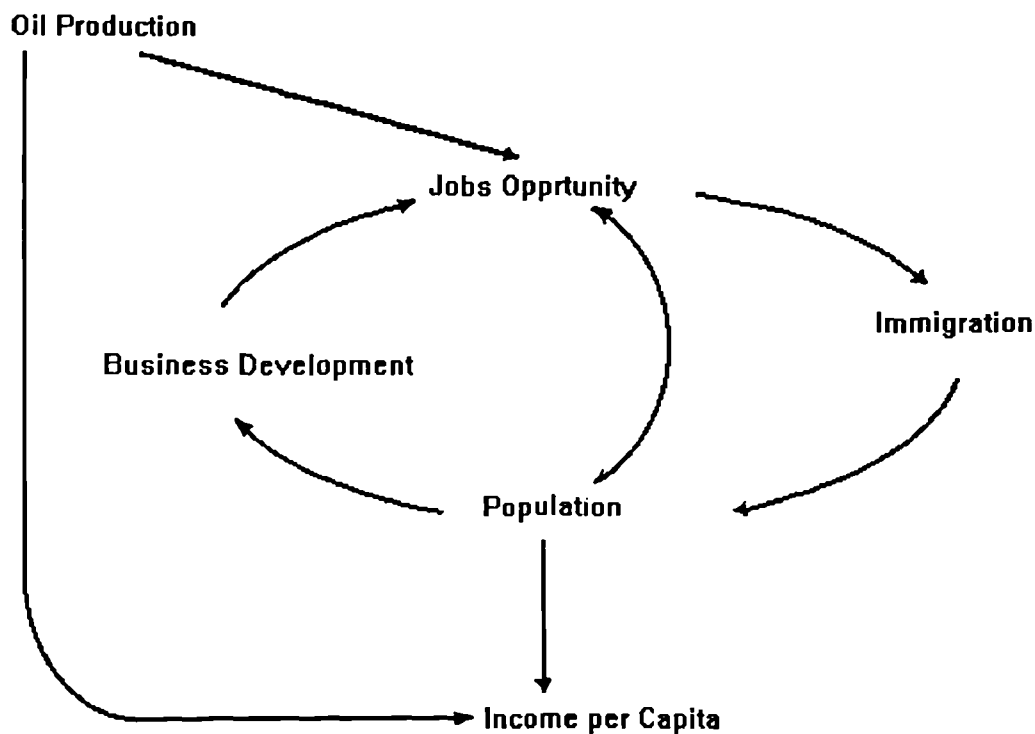 Oil Production
Jobs Opprtunity
Immigration
Business Development
Population
Income per Capita